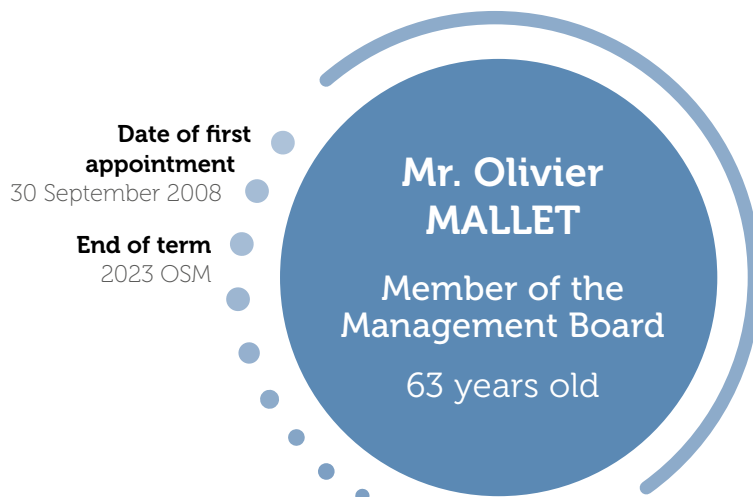 Date of first
appointment
30 September 2008
End of term
2023 OSM
Mr. Olivier
MALLET
Member of the
Management Board
63 years old